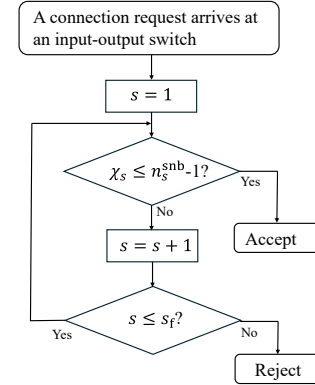 A connection request arrives at
an input-output switch
s = 1
χₛ ≤ nₛˢⁿᵇ-1?
Yes
No
Accept
s = s + 1
s ≤ s_f?
Yes
No
Reject